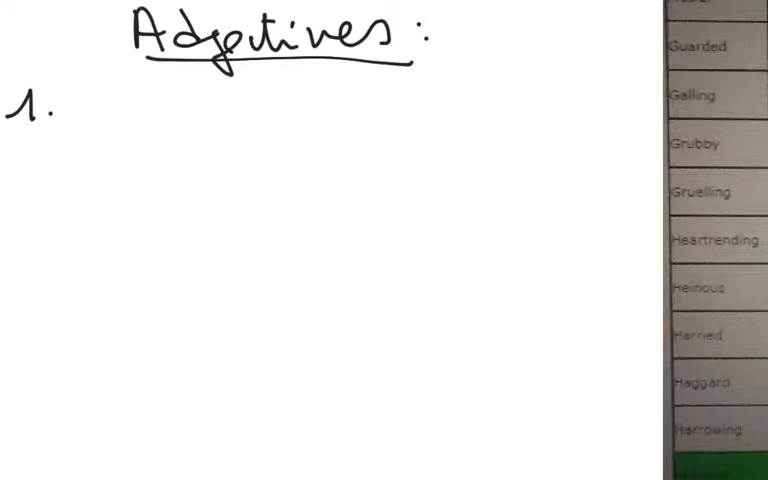 Adjectives:
1.
Guarded
Galling
Grubby
Gruelling
Heartrending
Heinous
Harried
Haggard
Harrowing